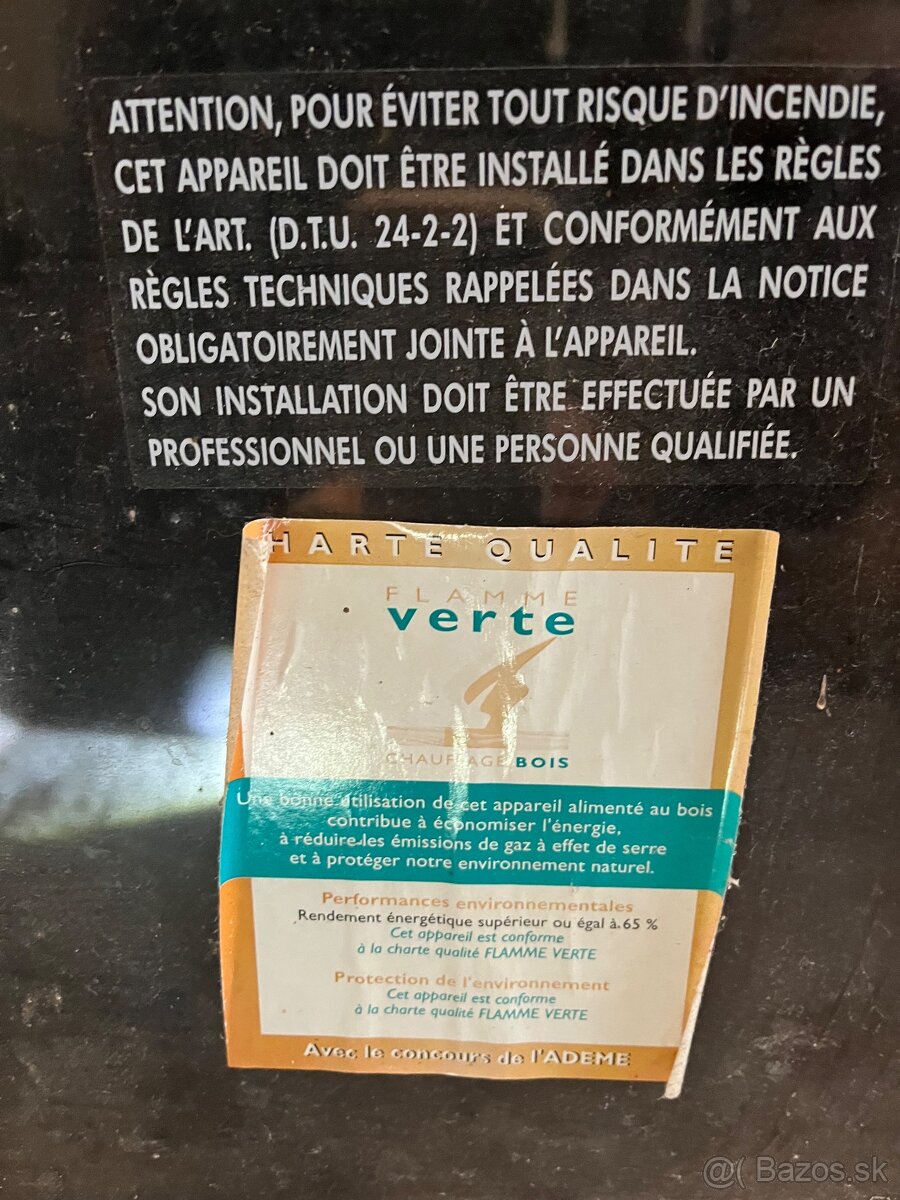 ATTENTION, POUR ÉVITER TOUT RISQUE D'INCENDIE,
CET APPAREIL DOIT ÊTRE INSTALLÉ DANS LES RÈGLES
DE L'ART. (D.T.U. 24-2-2) ET CONFORMÉMENT AUX
RÈGLES TECHNIQUES RAPPELÉES DANS LA NOTICE
OBLIGATOIREMENT JOINTE À L'APPAREIL.
SON INSTALLATION DOIT ÊTRE EFFECTUÉE PAR UN
PROFESSIONNEL OU UNE PERSONNE QUALIFIÉE.
HARTE QUALITE
FLAMME
verte
CHAUFFAGE BOIS
Une bonne utilisation de cet appareil alimenté au bois
contribue à économiser l'énergie,
à réduire les émissions de gaz à effet de serre
et à protéger notre environnement naturel.
Performances environnementales
Rendement énergétique supérieur ou égal à 65 %
Cet appareil est conforme
à la charte qualité FLAMME VERTE
Protection de l'environnement
Cet appareil est conforme
à la charte qualité FLAMME VERTE
Avec le concours de l'ADEME
Bazos.sk